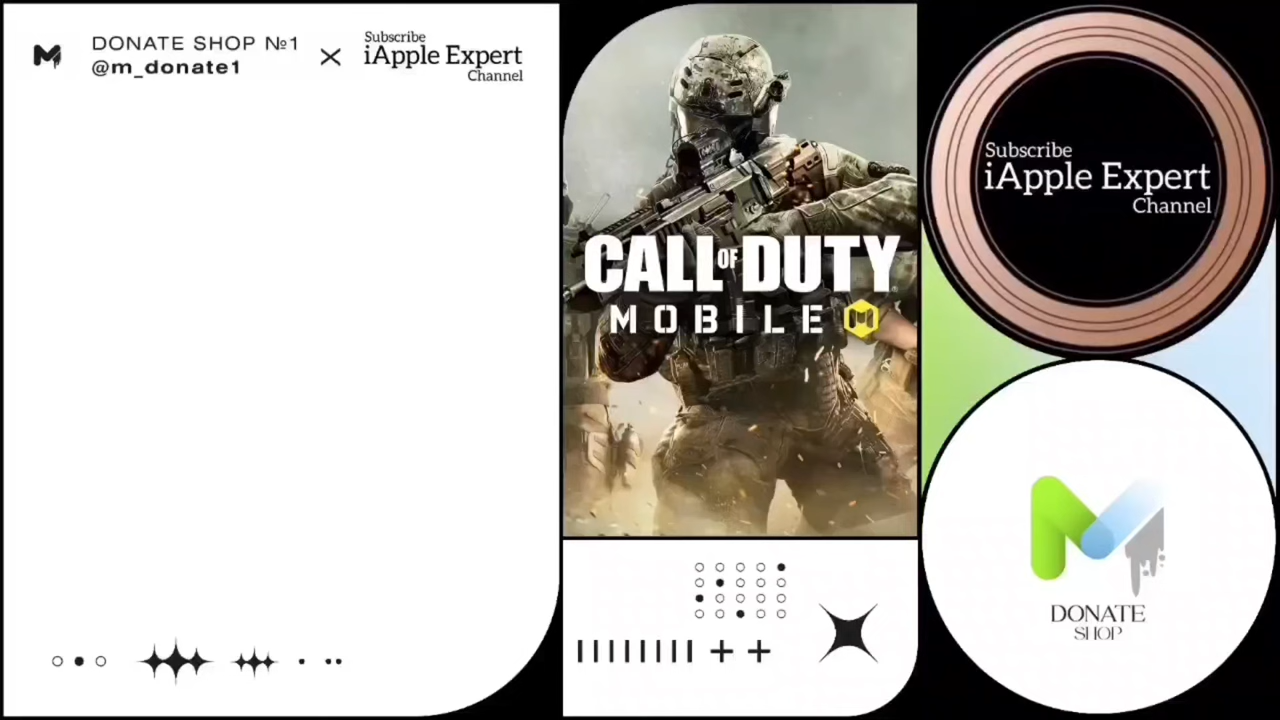 DONATE SHOP №1
@m_donate1
Subscribe
iApple Expert
Channel
CALL OF DUTY
MOBILE
Subscribe
iApple Expert
Channel
DONATE
SHOP